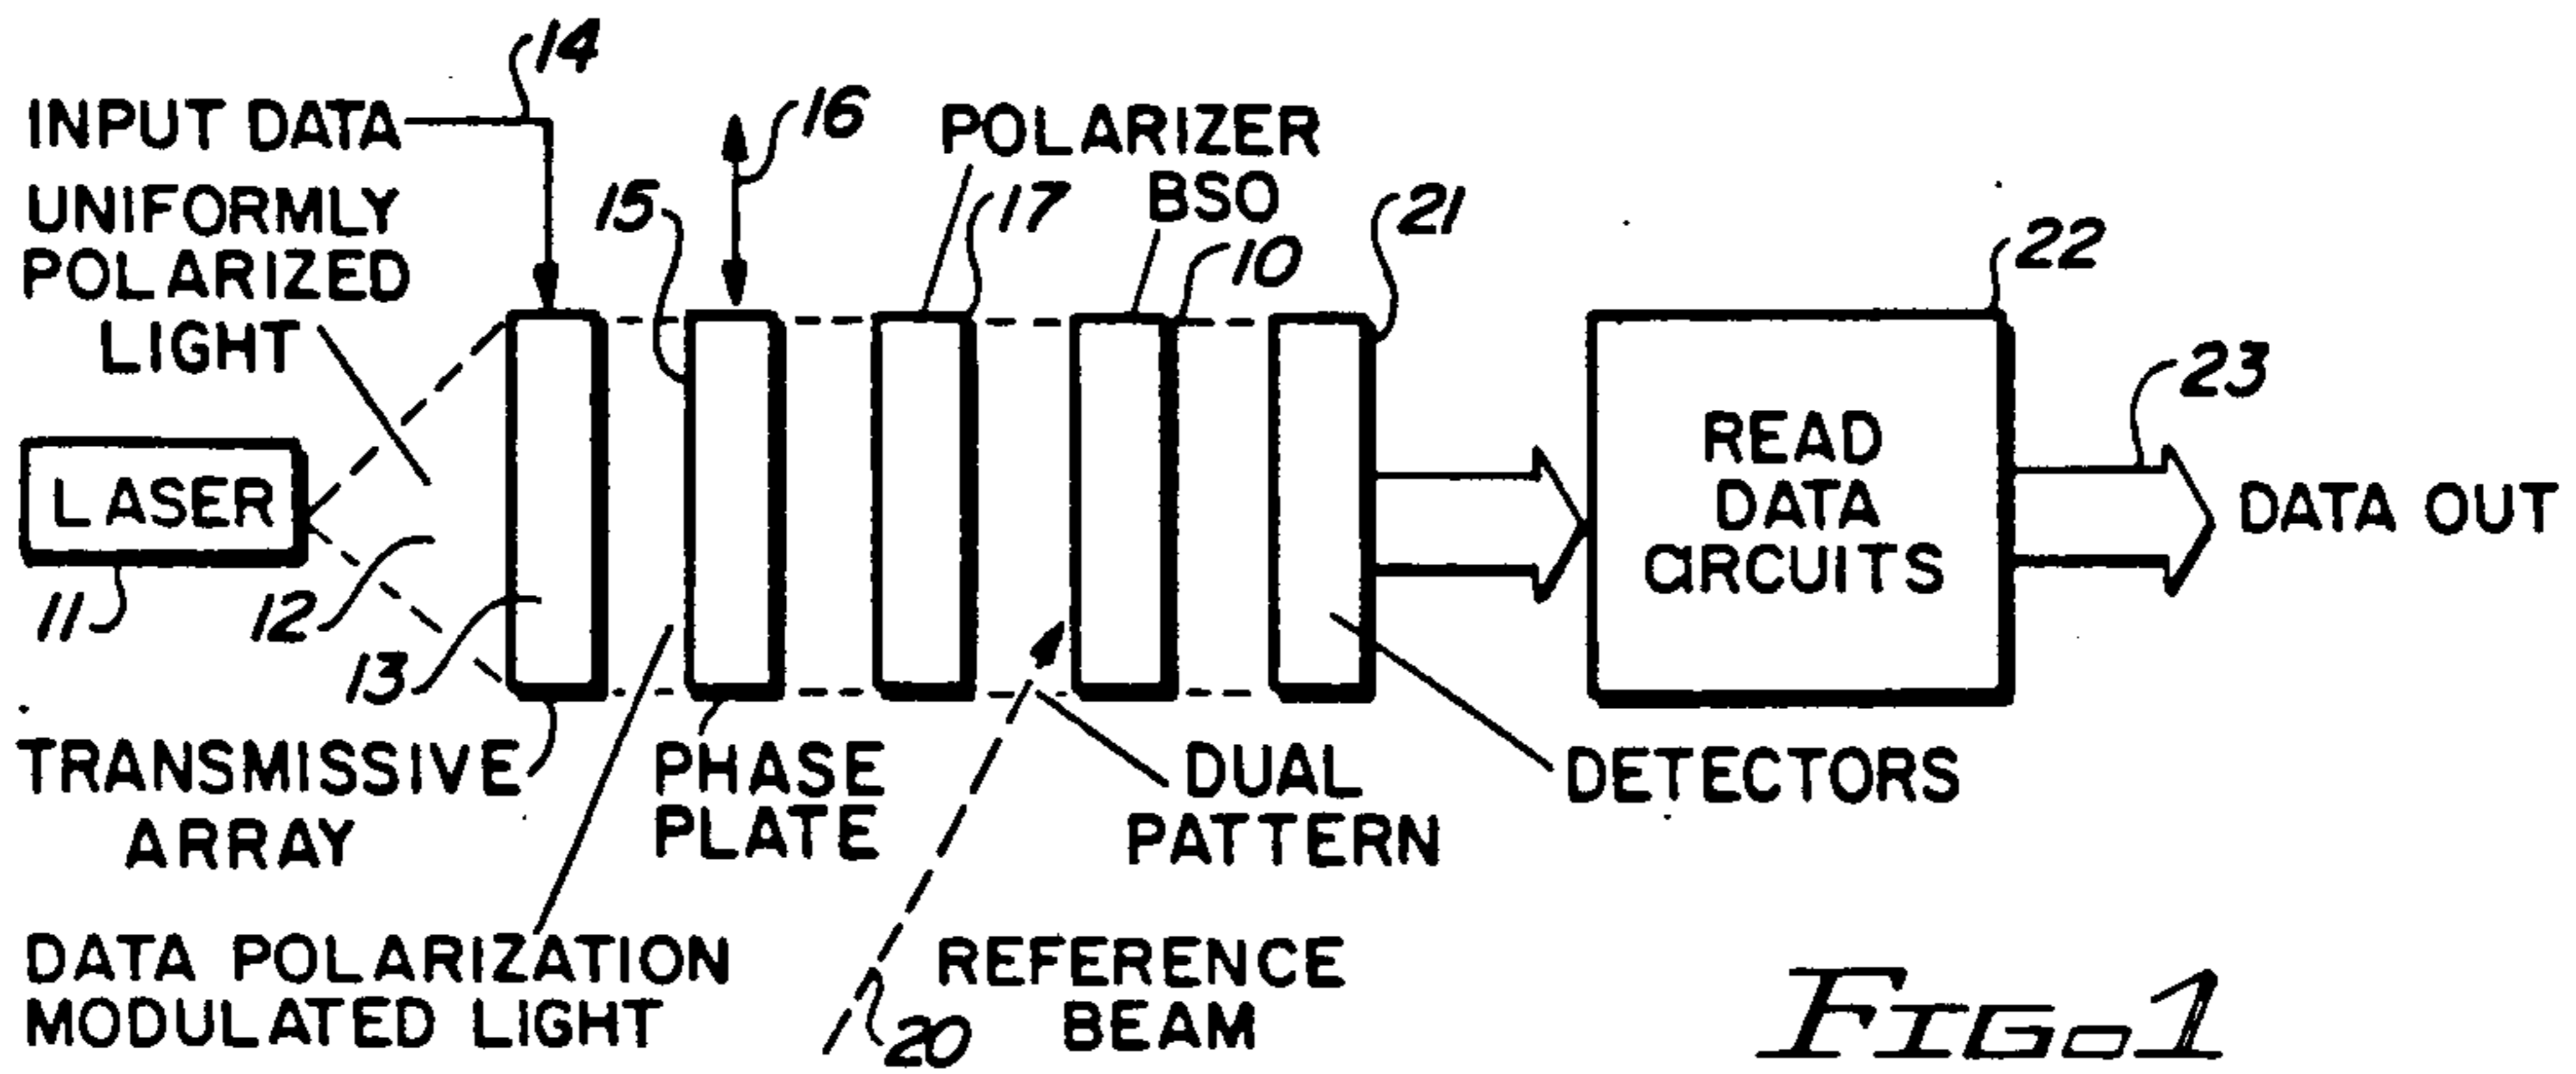 14
INPUT DATA
16
POLARIZER
BSO
UNIFORMLY
POLARIZED
LIGHT
15
17
10
21
22
23
LASER
READ
DATA
CIRCUITS
DATA OUT
11
12
13
TRANSMISSIVE
ARRAY
PHASE
PLATE
DUAL
PATTERN
DETECTORS
DATA POLARIZATION
MODULATED LIGHT
20
REFERENCE
BEAM
FIG. 1